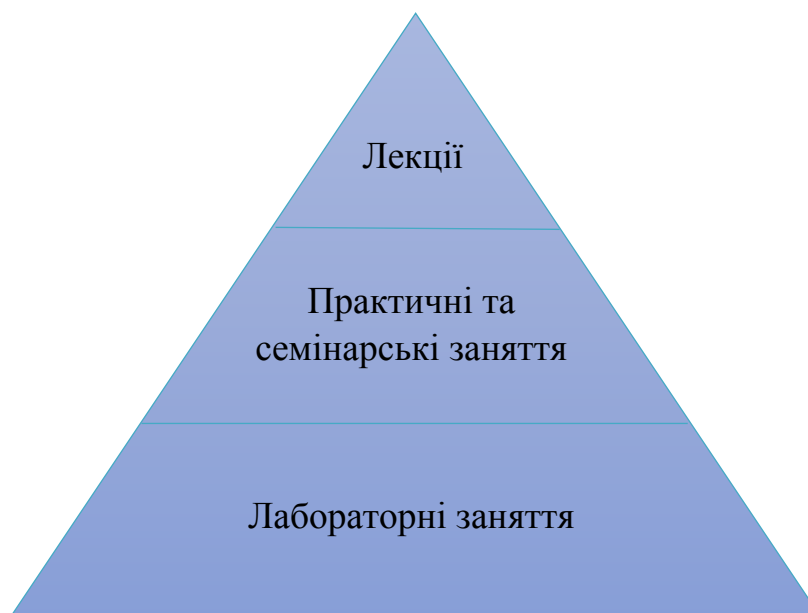 Лекції
Практичні та
семінарські заняття
Лабораторні заняття